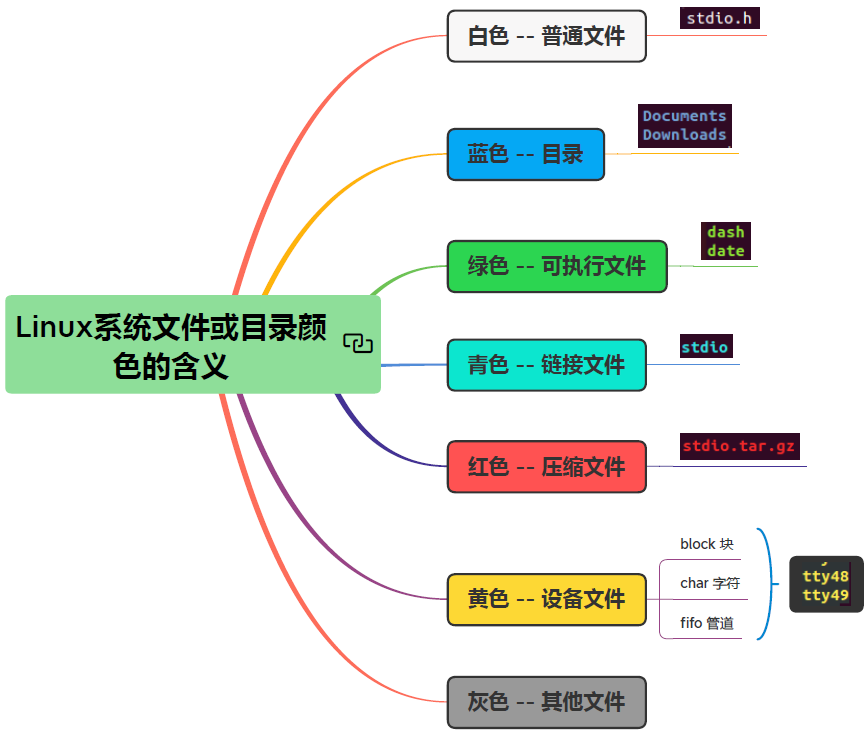 Linux系统文件或目录颜
色的含义
白色 -- 普通文件
stdio.h
蓝色 -- 目录
Documents
Downloads
绿色 -- 可执行文件
dash
date
青色 -- 链接文件
stdio
红色 -- 压缩文件
stdio.tar.gz
黄色 -- 设备文件
block 块
char 字符
fifo 管道
tty48
tty49
灰色 -- 其他文件